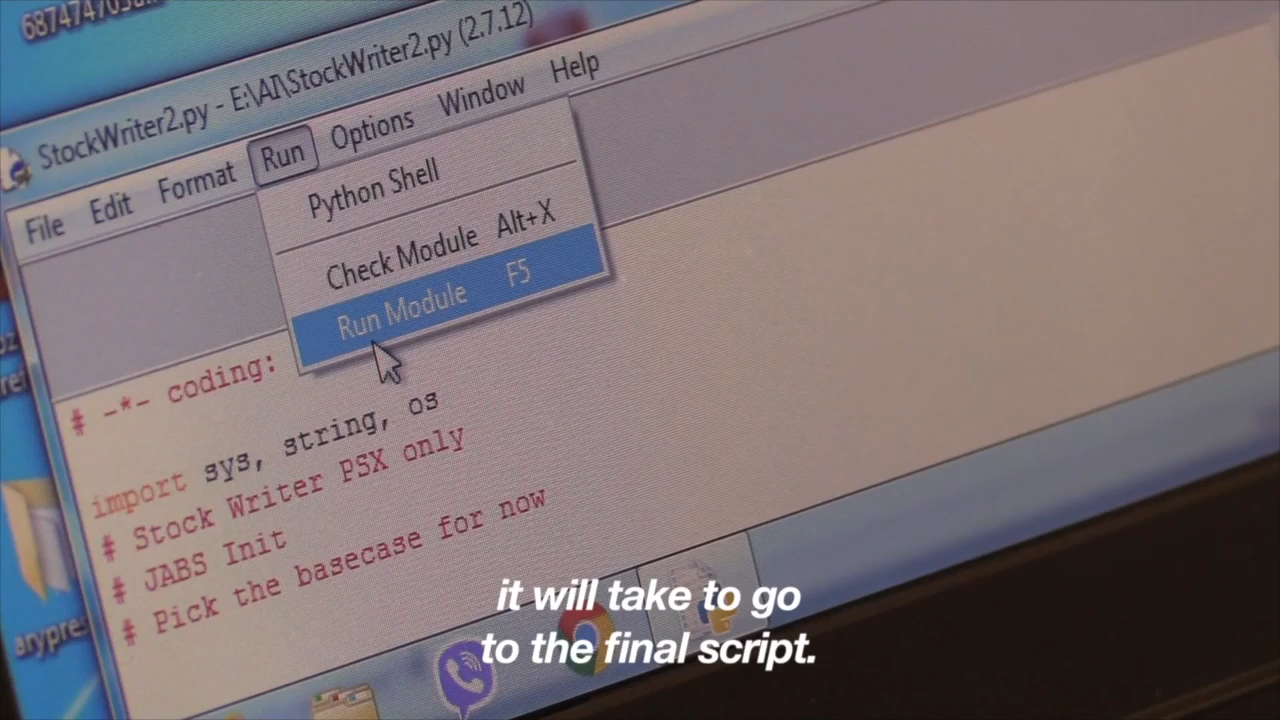 StockWriter2.py - E:\AI\StockWriter2.py (2.7.12)
File Edit Format Run Options Window Help
Python Shell
Check Module Alt+X
Run Module F5
# -*- coding:
import sys, string, os
# Stock Writer PSX only
# JABS Init
# Pick the basecase for now
it will take to go
to the final script.